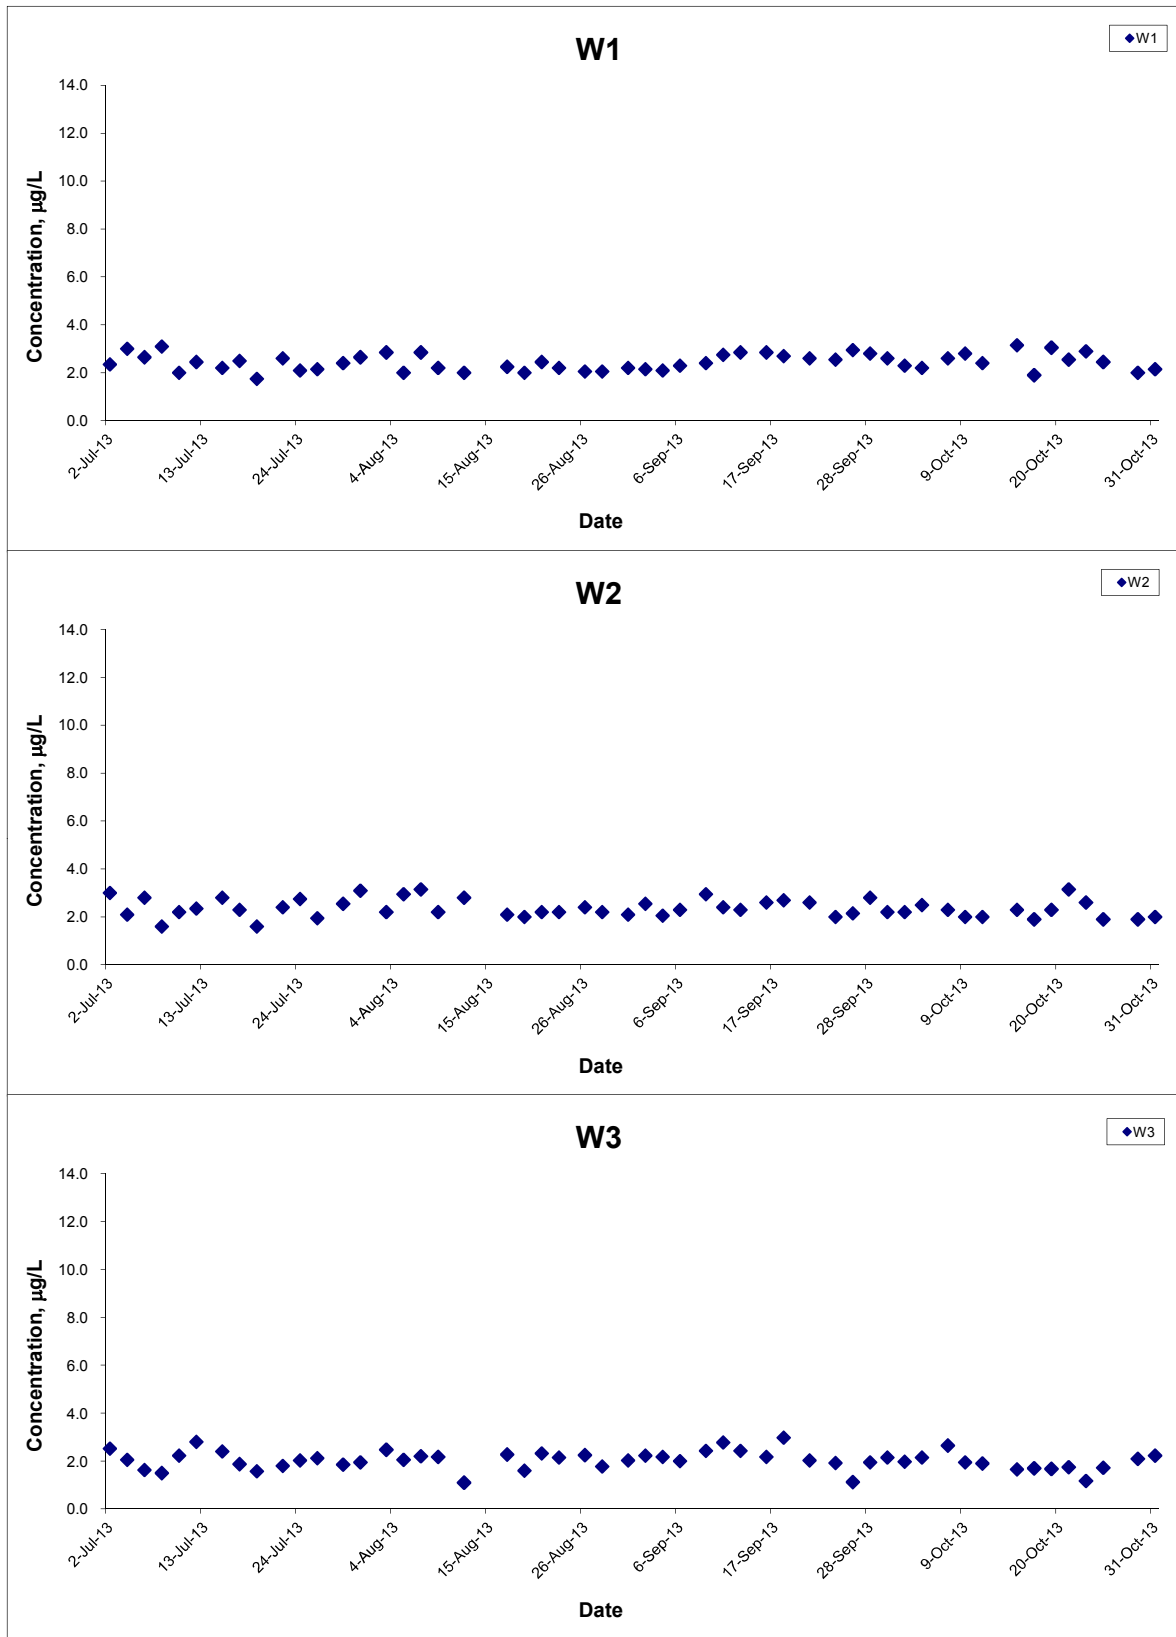 W1
W1
14.0
12.0
10.0
8.0
6.0
4.0
2.0
0.0
Concentration, µg/L
2-Jul-13
13-Jul-13
24-Jul-13
4-Aug-13
15-Aug-13
26-Aug-13
6-Sep-13
17-Sep-13
28-Sep-13
9-Oct-13
20-Oct-13
31-Oct-13
Date
W2
W2
14.0
12.0
10.0
8.0
6.0
4.0
2.0
0.0
Concentration, µg/L
2-Jul-13
13-Jul-13
24-Jul-13
4-Aug-13
15-Aug-13
26-Aug-13
6-Sep-13
17-Sep-13
28-Sep-13
9-Oct-13
20-Oct-13
31-Oct-13
Date
W3
W3
14.0
12.0
10.0
8.0
6.0
4.0
2.0
0.0
Concentration, µg/L
2-Jul-13
13-Jul-13
24-Jul-13
4-Aug-13
15-Aug-13
26-Aug-13
6-Sep-13
17-Sep-13
28-Sep-13
9-Oct-13
20-Oct-13
31-Oct-13
Date